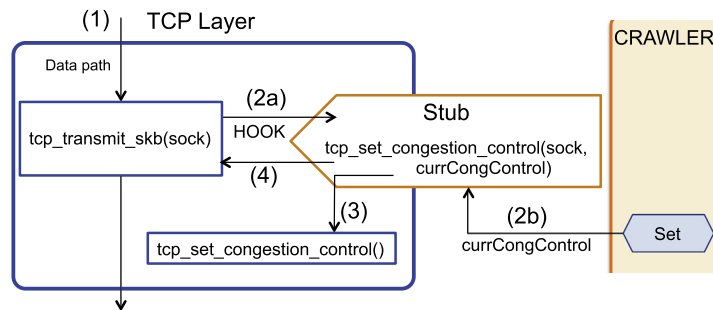 (1)
TCP Layer
CRAWLER
Data path
(2a)
HOOK
Stub
tcp_transmit_skb(sock)
tcp_set_congestion_control(sock,
currCongControl)
(4)
(3)
(2b)
currCongControl
Set
tcp_set_congestion_control()